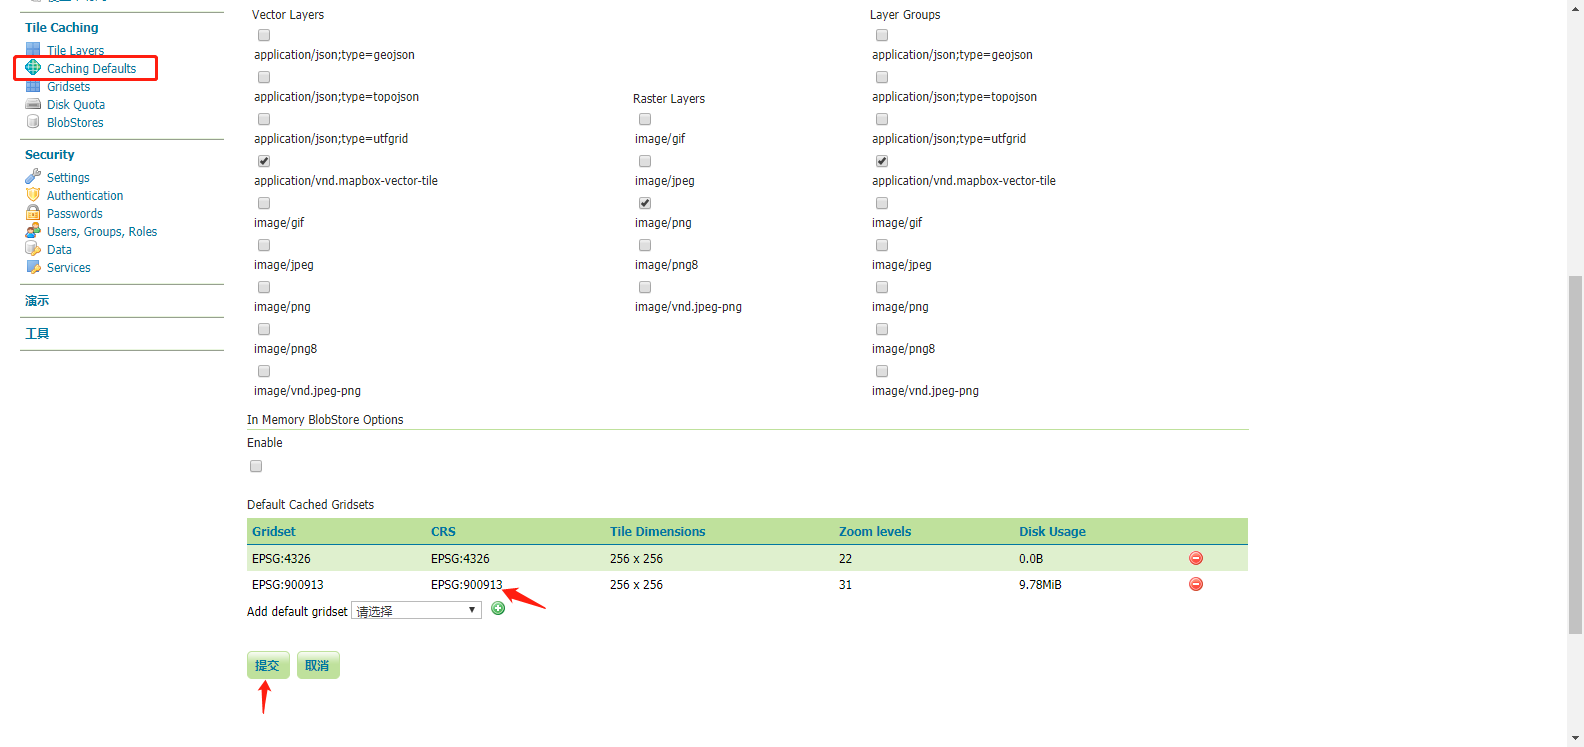 Tile Caching
Tile Layers
Caching Defaults
Gridsets
Disk Quota
BlobStores
Security
Settings
Authentication
Passwords
Users, Groups, Roles
Data
Services
演示
工具
Vector Layers
application/json;type=geojson
application/json;type=topojson
application/json;type=utfgrid
application/vnd.mapbox-vector-tile
image/gif
image/jpeg
image/png
image/png8
image/vnd.jpeg-png
Raster Layers
image/gif
image/jpeg
image/png
image/png8
image/vnd.jpeg-png
Layer Groups
application/json;type=geojson
application/json;type=topojson
application/json;type=utfgrid
application/vnd.mapbox-vector-tile
image/gif
image/jpeg
image/png
image/png8
image/vnd.jpeg-png
In Memory BlobStore Options
Enable
Default Cached Gridsets
Gridset CRS Tile Dimensions Zoom levels Disk Usage
EPSG:4326 EPSG:4326 256 x 256 22 0.0B
EPSG:900913 EPSG:900913 256 x 256 31 9.78MiB
Add default gridset 请选择
提交 取消